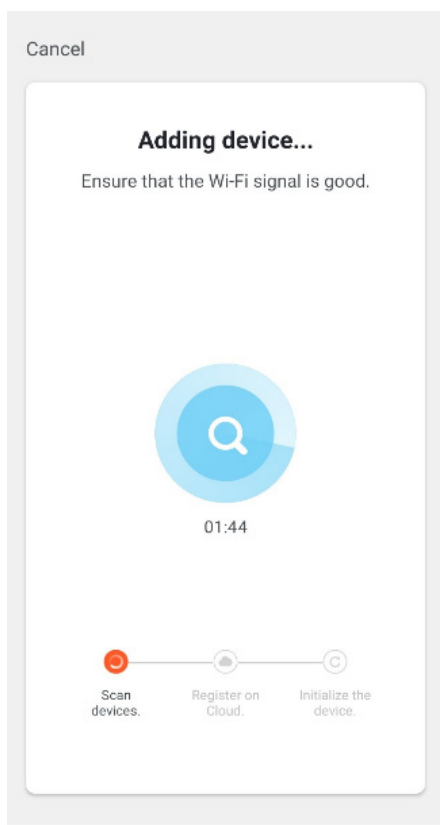 Cancel
Adding device...
Ensure that the Wi-Fi signal is good.
01:44
Scan
devices.
Register on
Cloud.
Initialize the
device.